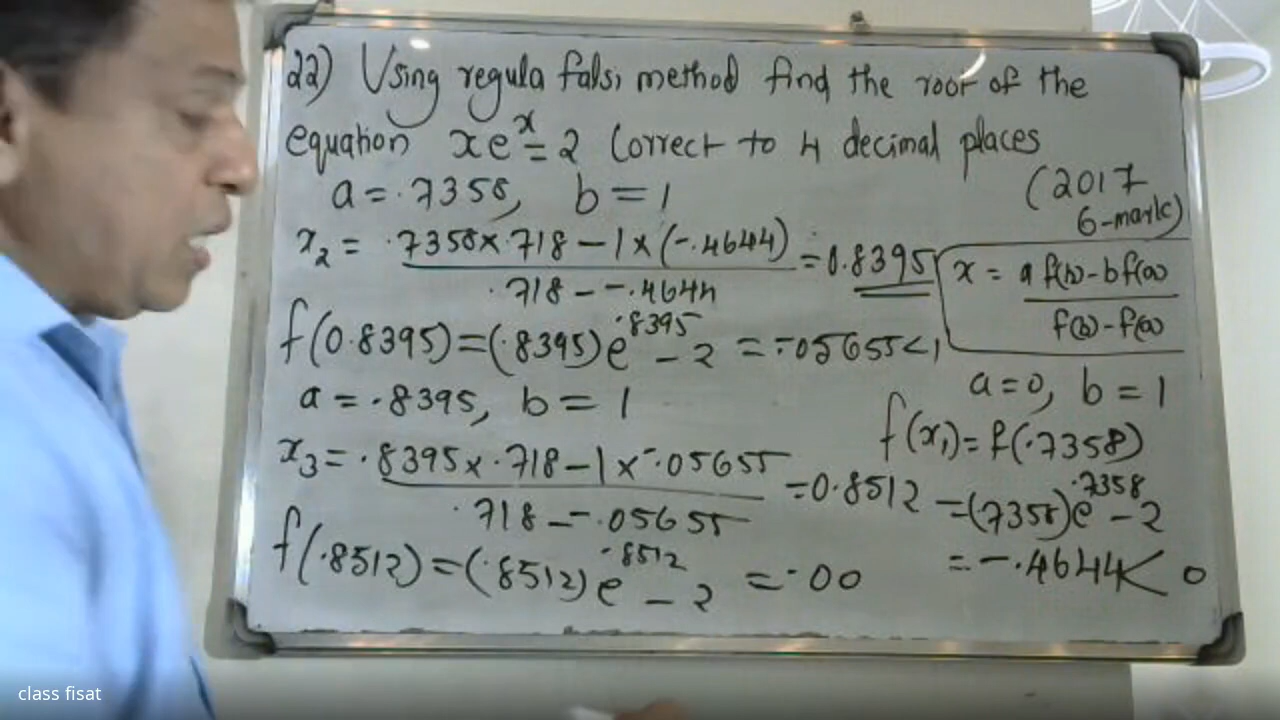 22) Using regula falsi method find the root of the
equation xe^x = 2 Correct to 4 decimal places
(2017
6-mark)
a = .7358, b = 1
x₂ = .7358 × .718 - 1 × (-.4644) / .718 - -.4644 = 0.8395
f(0.8395) = (.8395)e^.8395 - 2 = -.05655 < 1
a = .8395, b = 1
x₃ = .8395 × .718 - 1 × -.05655 / .718 - -.05655 = 0.8512
f(.8512) = (.8512)e^.8512 - 2 = -.00
x = a f(b) - b f(a) / f(b) - f(a)
a = 0, b = 1
f(x₁) = f(.7358)
= (7358)e^.7358 - 2
= -.4644 < 0
class fisat